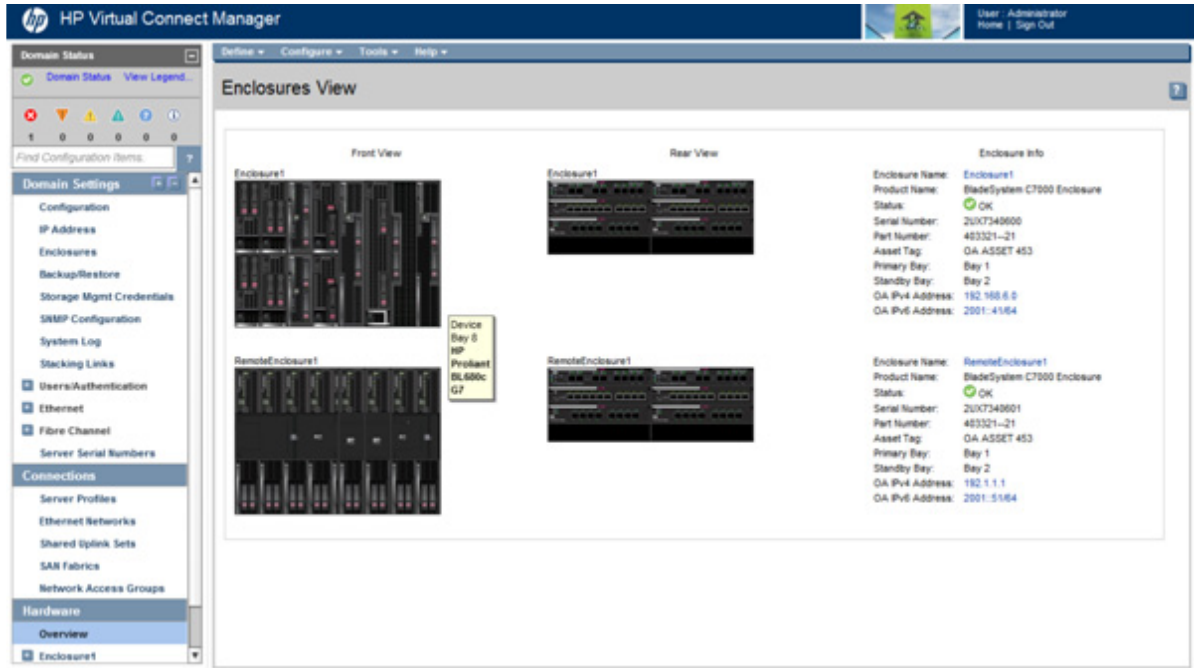 hp HP Virtual Connect Manager
User : Administrator
Home | Sign Out
Domain Status
Domain Status View Legend...
1 0 0 0 0 0
Find Configuration Items.
?
Domain Settings
Configuration
IP Address
Enclosures
Backup/Restore
Storage Mgmt Credentials
SNMP Configuration
System Log
Stacking Links
Users/Authentication
Ethernet
Fibre Channel
Server Serial Numbers
Connections
Server Profiles
Ethernet Networks
Shared Uplink Sets
SAN Fabrics
Network Access Groups
Hardware
Overview
Enclosure1
Define Configure Tools Help
Enclosures View
?
Front View Rear View Enclosure Info
Enclosure1
Enclosure1
Enclosure Name: Enclosure1
Product Name: BladeSystem C7000 Enclosure
Status: OK
Serial Number: 2UX7340600
Part Number: 403321--21
Asset Tag: OA ASSET 453
Primary Bay: Bay 1
Standby Bay: Bay 2
OA IPv4 Address: 192.168.6.0
OA IPv6 Address: 2001::41/64
Device
Bay 8
HP
Proliant
BL680c
G7
RemoteEnclosure1
RemoteEnclosure1
Enclosure Name: RemoteEnclosure1
Product Name: BladeSystem C7000 Enclosure
Status: OK
Serial Number: 2UX7340601
Part Number: 403321--21
Asset Tag: OA ASSET 453
Primary Bay: Bay 1
Standby Bay: Bay 2
OA IPv4 Address: 192.1.1.1
OA IPv6 Address: 2001::51/64